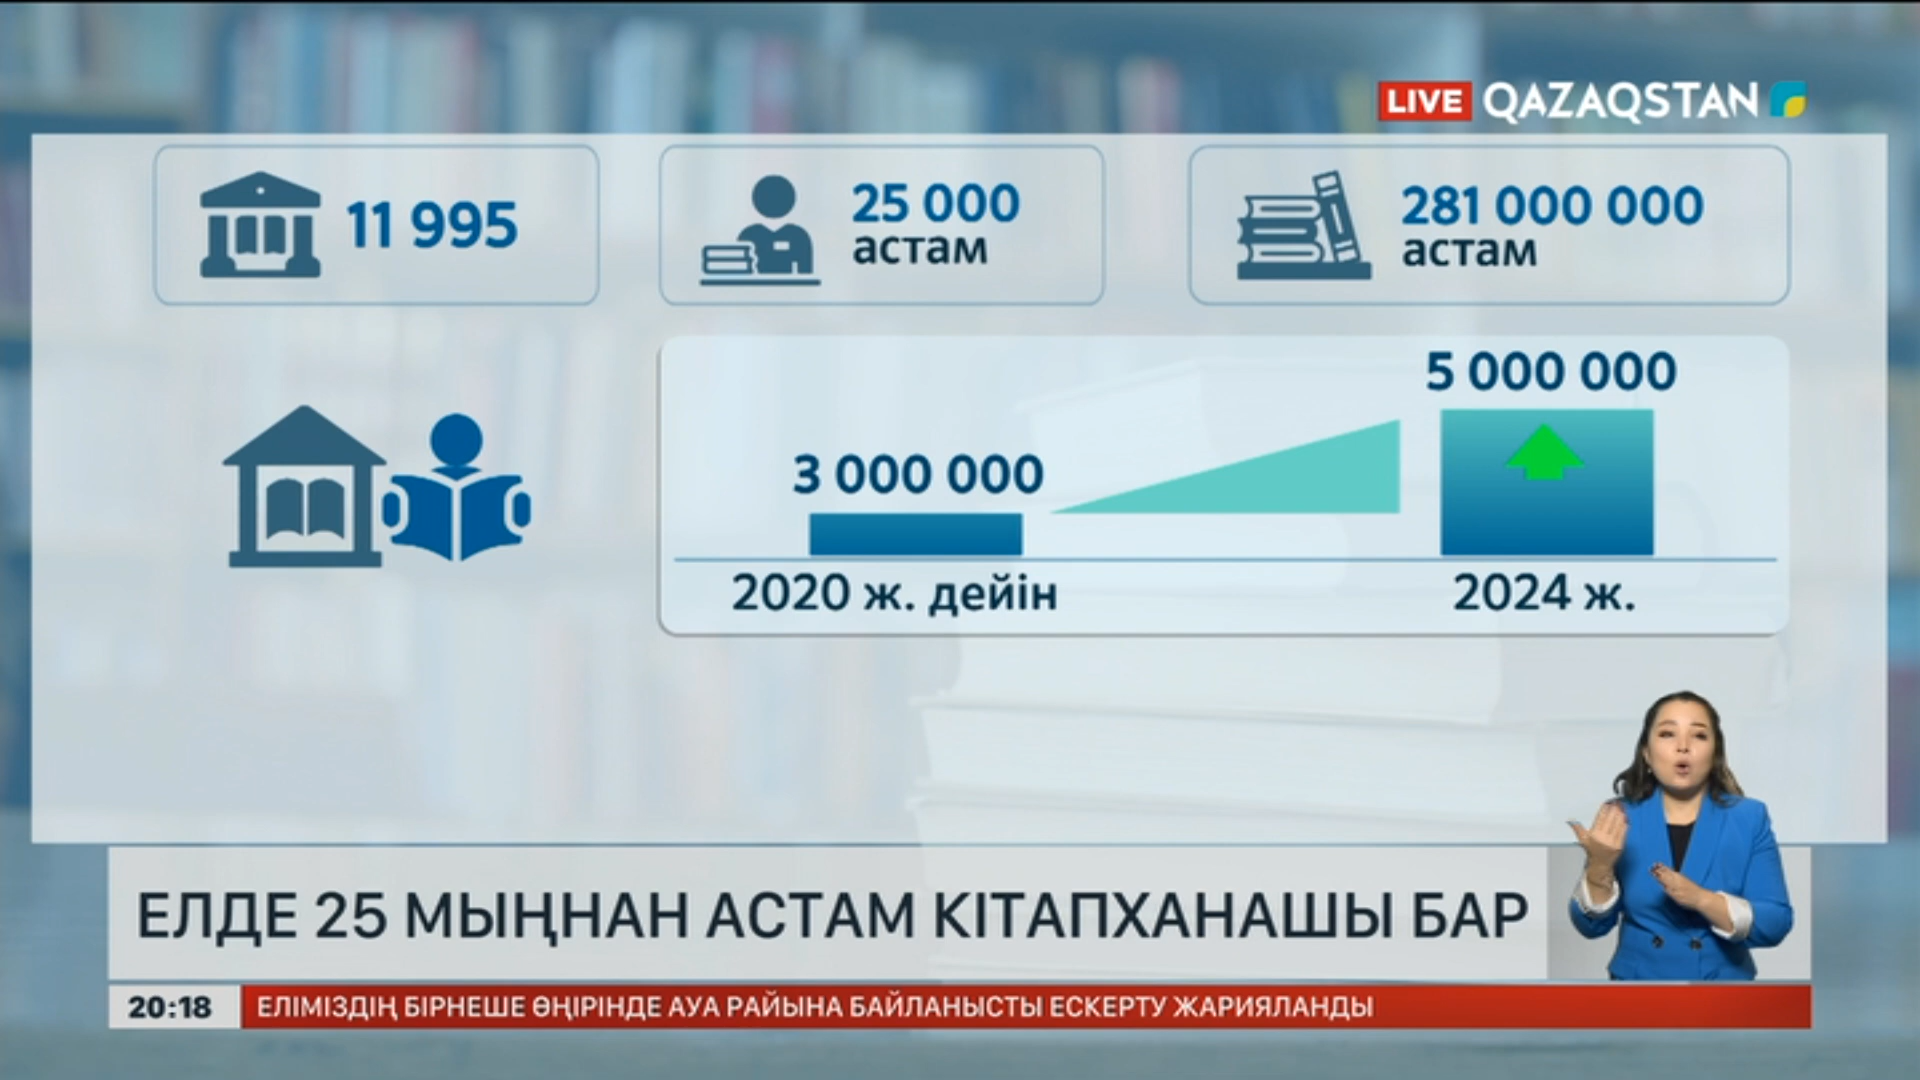 LIVE QAZAQSTAN
11 995
25 000
астам
281 000 000
астам
5 000 000
3 000 000
2020 ж. дейін
2024 ж.
ЕЛДЕ 25 МЫҢНАН АСТАМ КІТАПХАНАШЫ БАР
20:18
ЕЛІМІЗДІҢ БІРНЕШЕ ӨҢІРІНДЕ АУА РАЙЫНА БАЙЛАНЫСТЫ ЕСКЕРТУ ЖАРИЯЛАНДЫ